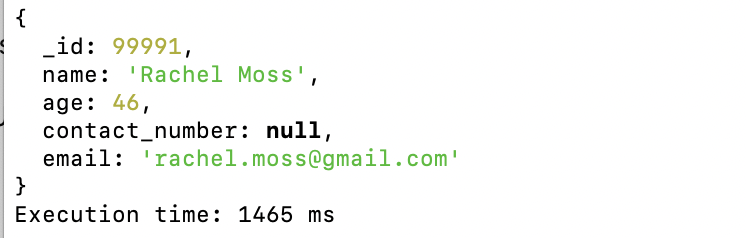 {
  _id: 99991,
  name: 'Rachel Moss',
  age: 46,
  contact_number: null,
  email: 'rachel.moss@gmail.com'
}
Execution time: 1465 ms